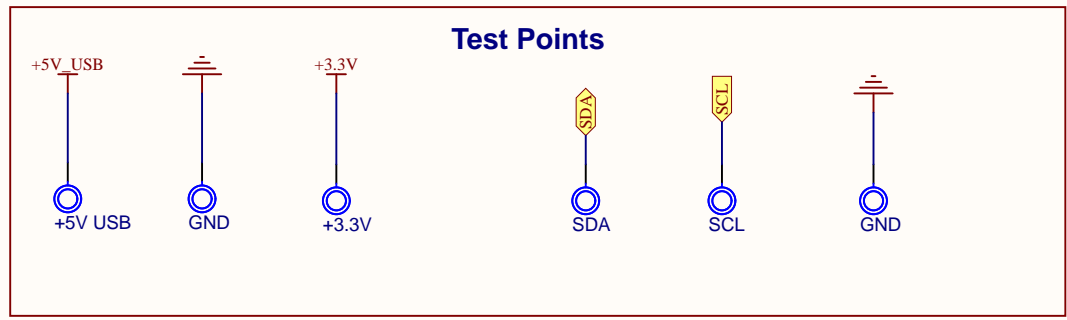 Test Points
+5V_USB
+3.3V
SDA
SCL
+5V USB
GND
+3.3V
SDA
SCL
GND